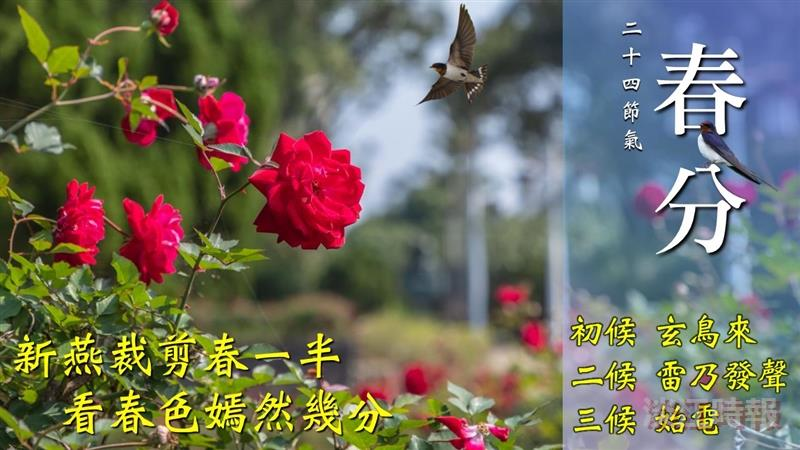 二十四節氣
春分
新燕裁剪春一半
看春色嫣然幾分
初候 玄鳥來
二候 雷乃發聲
三候 始電